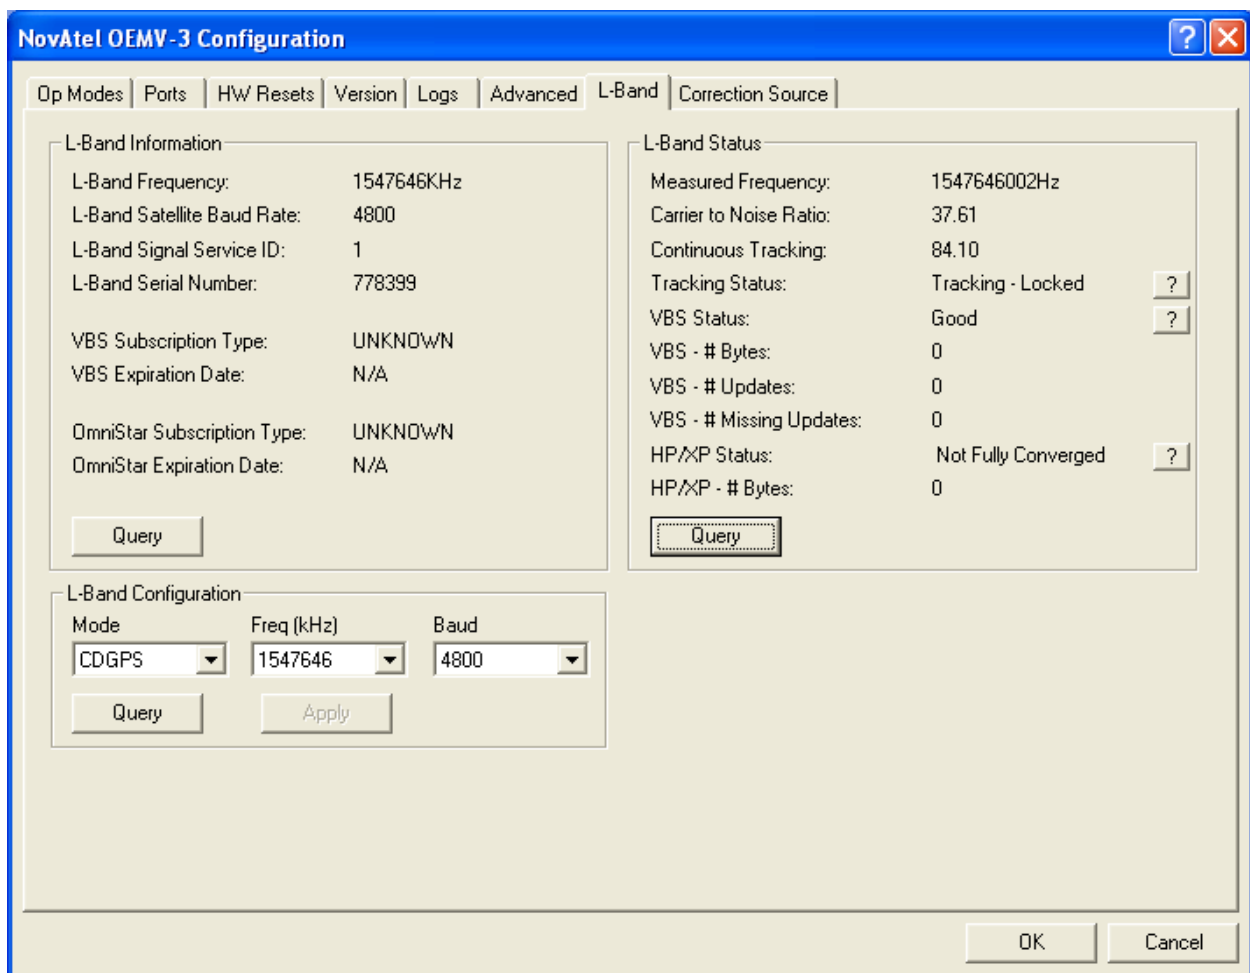 NovAtel OEMV-3 Configuration
Op Modes Ports HW Resets Version Logs Advanced L-Band Correction Source
L-Band Information
L-Band Frequency: 1547646KHz
L-Band Satellite Baud Rate: 4800
L-Band Signal Service ID: 1
L-Band Serial Number: 778399
VBS Subscription Type: UNKNOWN
VBS Expiration Date: N/A
OmniStar Subscription Type: UNKNOWN
OmniStar Expiration Date: N/A
Query
L-Band Status
Measured Frequency: 1547646002Hz
Carrier to Noise Ratio: 37.61
Continuous Tracking: 84.10
Tracking Status: Tracking - Locked ?
VBS Status: Good ?
VBS - # Bytes: 0
VBS - # Updates: 0
VBS - # Missing Updates: 0
HP/XP Status: Not Fully Converged ?
HP/XP - # Bytes: 0
Query
L-Band Configuration
Mode Freq (kHz) Baud
CDGPS 1547646 4800
Query Apply
OK Cancel